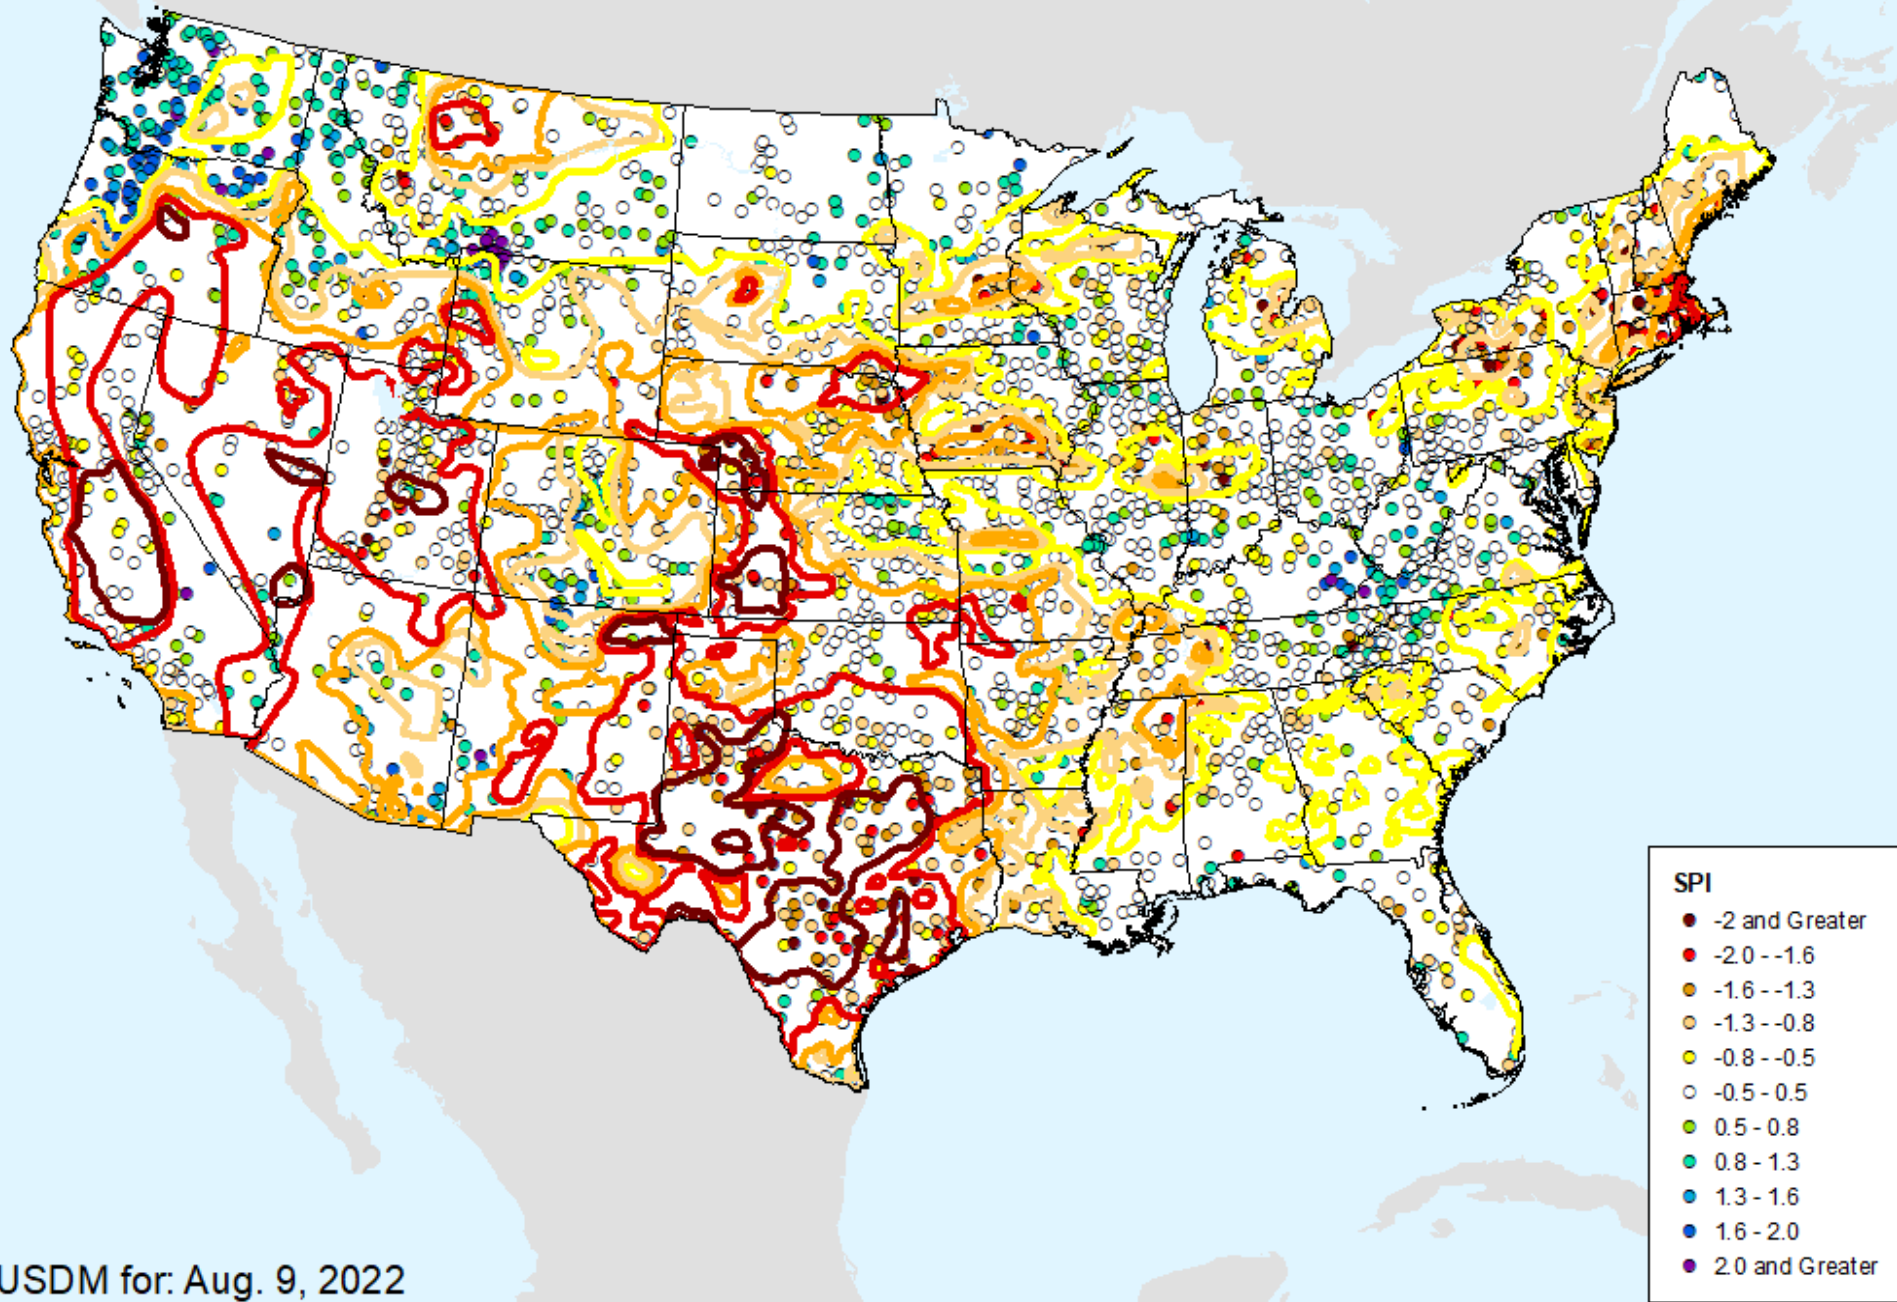 SPI
-2 and Greater
-2.0 - -1.6
-1.6 - -1.3
-1.3 - -0.8
-0.8 - -0.5
-0.5 - 0.5
0.5 - 0.8
0.8 - 1.3
1.3 - 1.6
1.6 - 2.0
2.0 and Greater
USDM for: Aug. 9, 2022